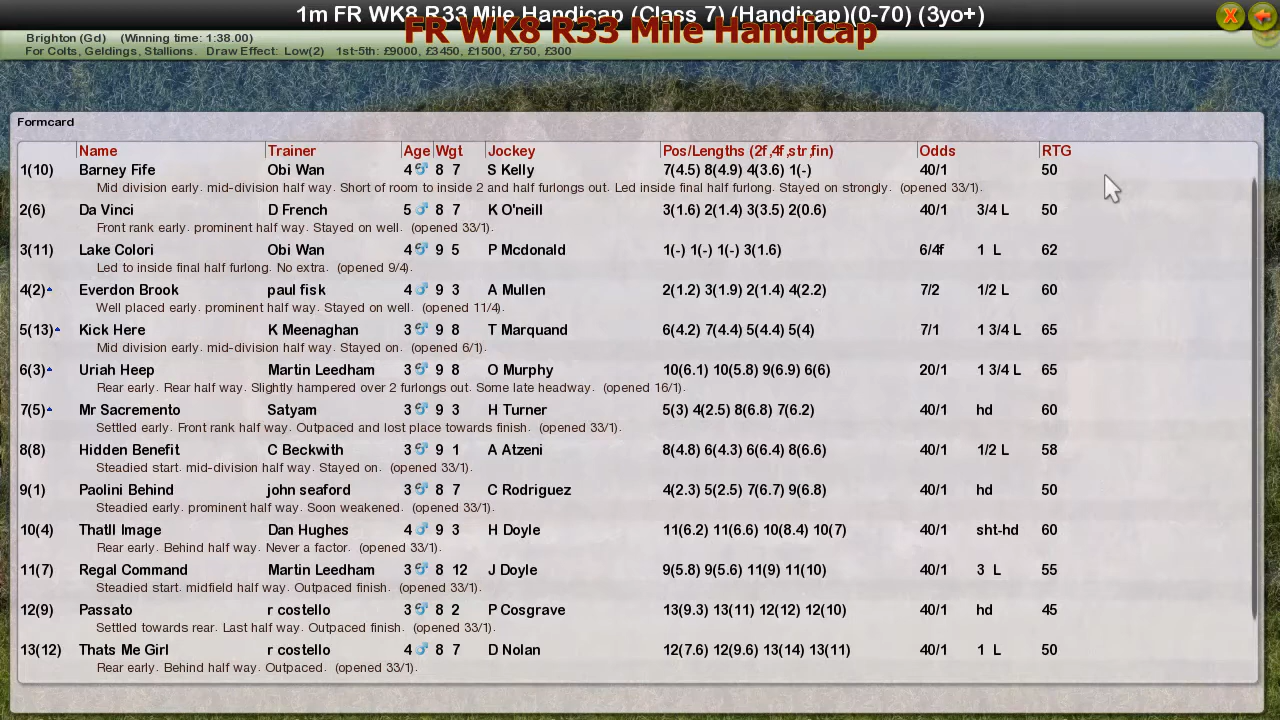 1m FR WK8 R33 Mile Handicap (Class 7) (Handicap)(0-70) (3yo+)
FR WK8 R33 Mile Handicap
Brighton (Gd) (Winning time: 1:38.00)
For Colts, Geldings, Stallions. Draw Effect: Low(2) 1st-5th: £9000, £3450, £1500, £750, £300
Formcard
Name Trainer Age Wgt Jockey Pos/Lengths (2f,4f,str,fin) Odds RTG
1(10) Barney Fife Obi Wan 4 8 7 S Kelly 7(4.5) 8(4.9) 4(3.6) 1(-) 40/1 50
Mid division early. mid-division half way. Short of room to inside 2 and half furlongs out. Led inside final half furlong. Stayed on strongly. (opened 33/1).
2(6) Da Vinci D French 5 8 7 K O'neill 3(1.6) 2(1.4) 3(3.5) 2(0.6) 40/1 3/4 L 50
Front rank early. prominent half way. Stayed on well. (opened 33/1).
3(11) Lake Colori Obi Wan 4 9 5 P Mcdonald 1(-) 1(-) 1(-) 3(1.6) 6/4f 1 L 62
Led to inside final half furlong. No extra. (opened 9/4).
4(2) Everdon Brook paul fisk 4 9 3 A Mullen 2(1.2) 3(1.9) 2(1.4) 4(2.2) 7/2 1/2 L 60
Well placed early. prominent half way. Stayed on well. (opened 11/4).
5(13) Kick Here K Meenaghan 3 9 8 T Marquand 6(4.2) 7(4.4) 5(4.4) 5(4) 7/1 1 3/4 L 65
Mid division early. mid-division half way. Stayed on. (opened 6/1).
6(3) Uriah Heep Martin Leedham 3 9 8 O Murphy 10(6.1) 10(5.8) 9(6.9) 6(6) 20/1 1 3/4 L 65
Rear early. Rear half way. Slightly hampered over 2 furlongs out. Some late headway. (opened 16/1).
7(5) Mr Sacremento Satyam 3 9 3 H Turner 5(3) 4(2.5) 8(6.8) 7(6.2) 40/1 hd 60
Settled early. Front rank half way. Outpaced and lost place towards finish. (opened 33/1).
8(8) Hidden Benefit C Beckwith 3 9 1 A Atzeni 8(4.8) 6(4.3) 6(6.4) 8(6.6) 40/1 1/2 L 58
Steadied start. mid-division half way. Stayed on. (opened 33/1).
9(1) Paolini Behind john seaford 3 8 7 C Rodriguez 4(2.3) 5(2.5) 7(6.7) 9(6.8) 40/1 hd 50
Steadied early. prominent half way. Soon weakened. (opened 33/1).
10(4) Thatll Image Dan Hughes 4 9 3 H Doyle 11(6.2) 11(6.6) 10(8.4) 10(7) 40/1 sht-hd 60
Rear early. Behind half way. Never a factor. (opened 33/1).
11(7) Regal Command Martin Leedham 3 8 12 J Doyle 9(5.8) 9(5.6) 11(9) 11(10) 40/1 3 L 55
Steadied start. midfield half way. Outpaced finish. (opened 33/1).
12(9) Passato r costello 3 8 2 P Cosgrave 13(9.3) 13(11) 12(12) 12(10) 40/1 hd 45
Settled towards rear. Last half way. Outpaced finish. (opened 33/1).
13(12) Thats Me Girl r costello 4 8 7 D Nolan 12(7.6) 12(9.6) 13(14) 13(11) 40/1 1 L 50
Rear early. Behind half way. Outpaced. (opened 33/1).